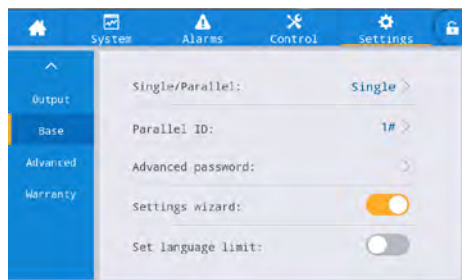 System Alarms Control Settings
Output
Base
Advanced
Warranty
Single/Parallel: Single >
Parallel ID: 1# >
Advanced password: >
Settings wizard:
Set language limit: